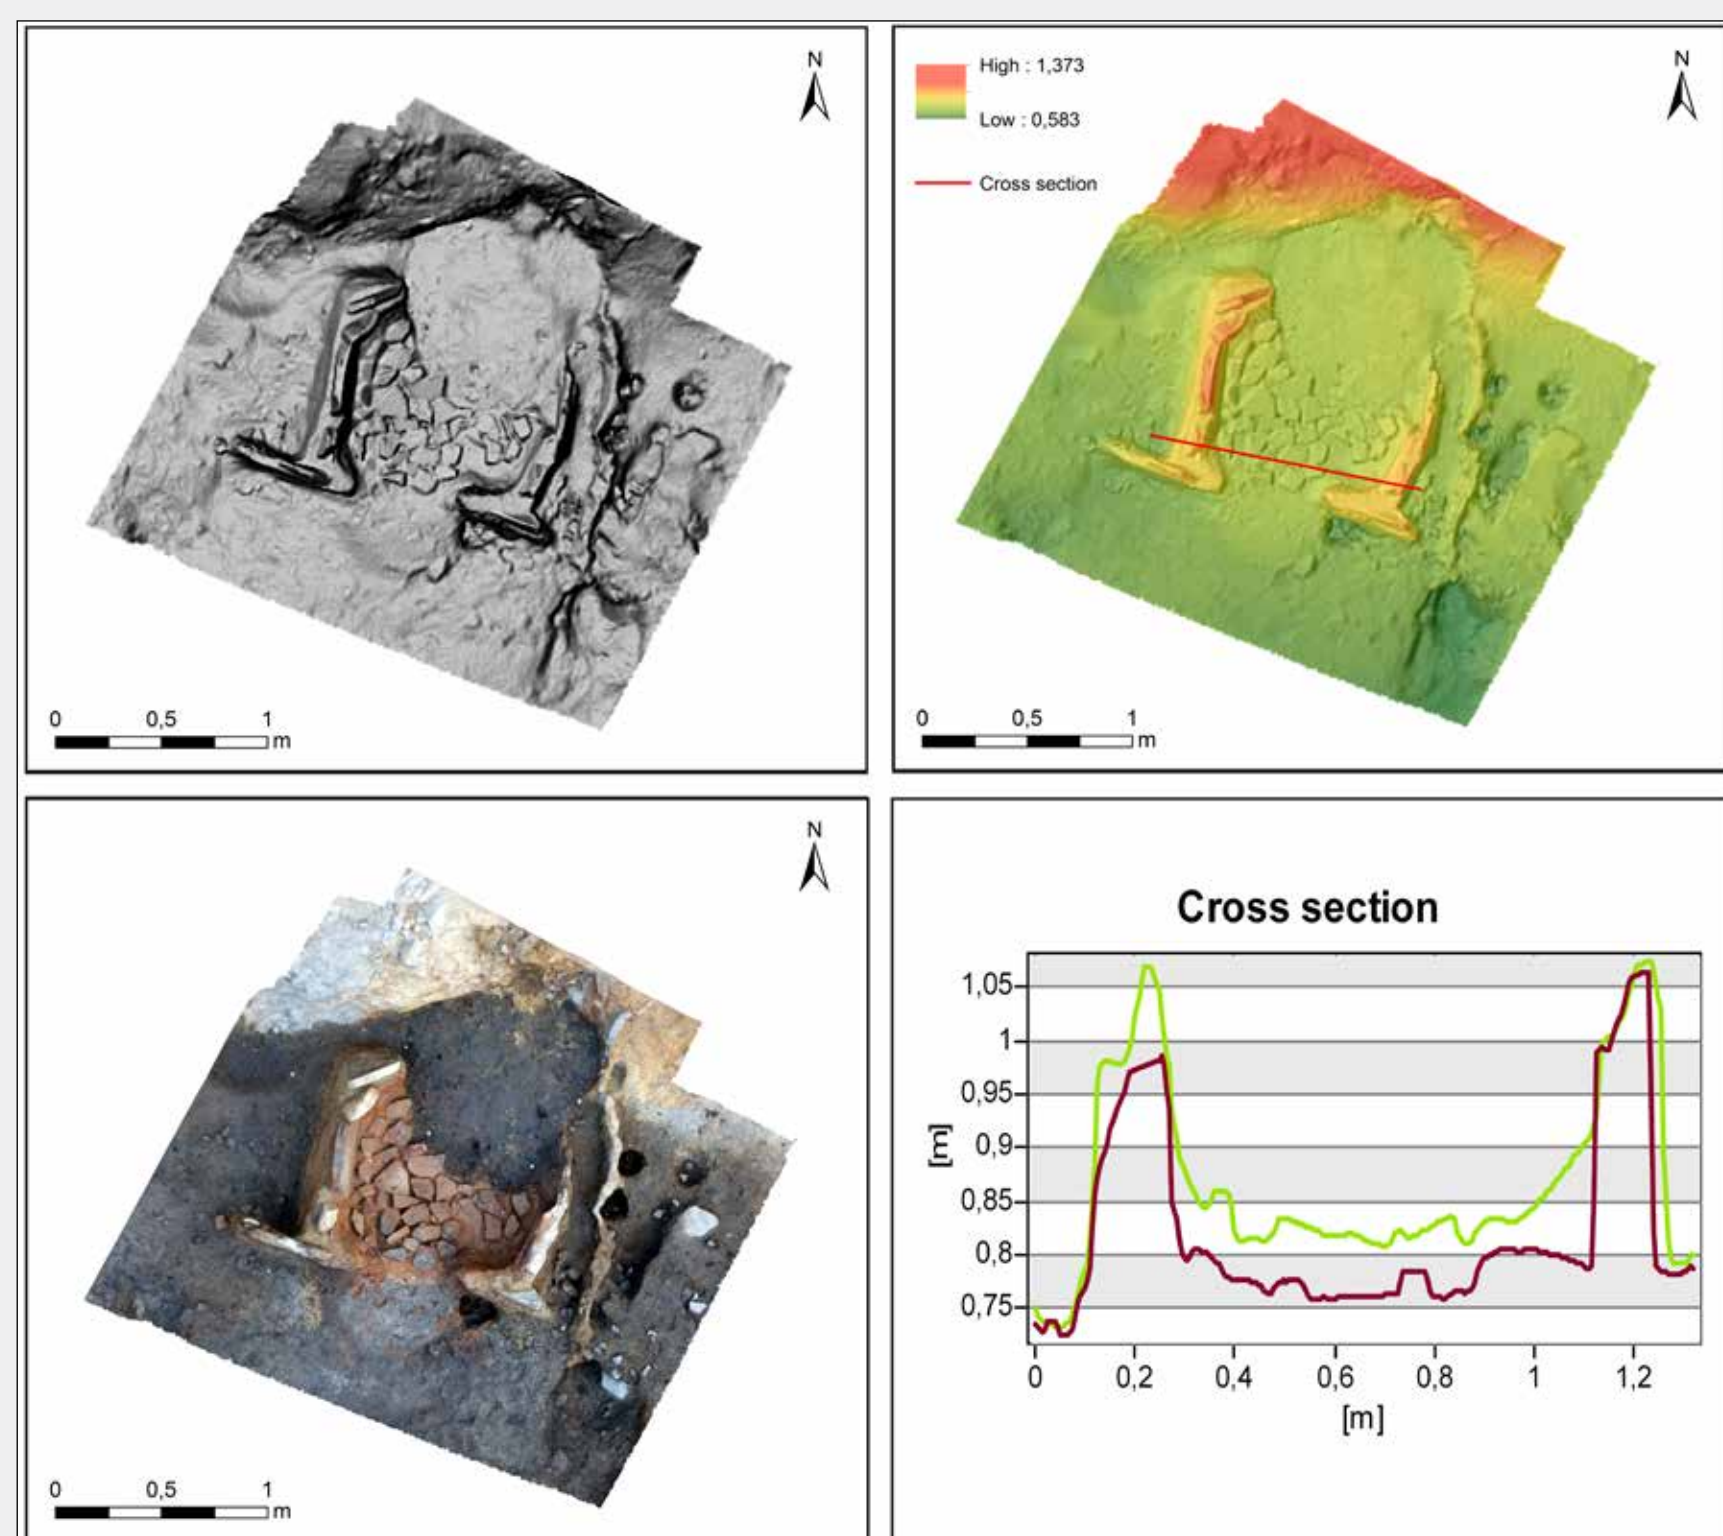 N
0 0,5 1
m
High : 1,373
Low : 0,583
Cross section
N
0 0,5 1
m
N
0 0,5 1
m
Cross section
1,05
1
0,95
0,9
0,85
0,8
0,75
[m]
0 0,2 0,4 0,6 0,8 1 1,2
[m]